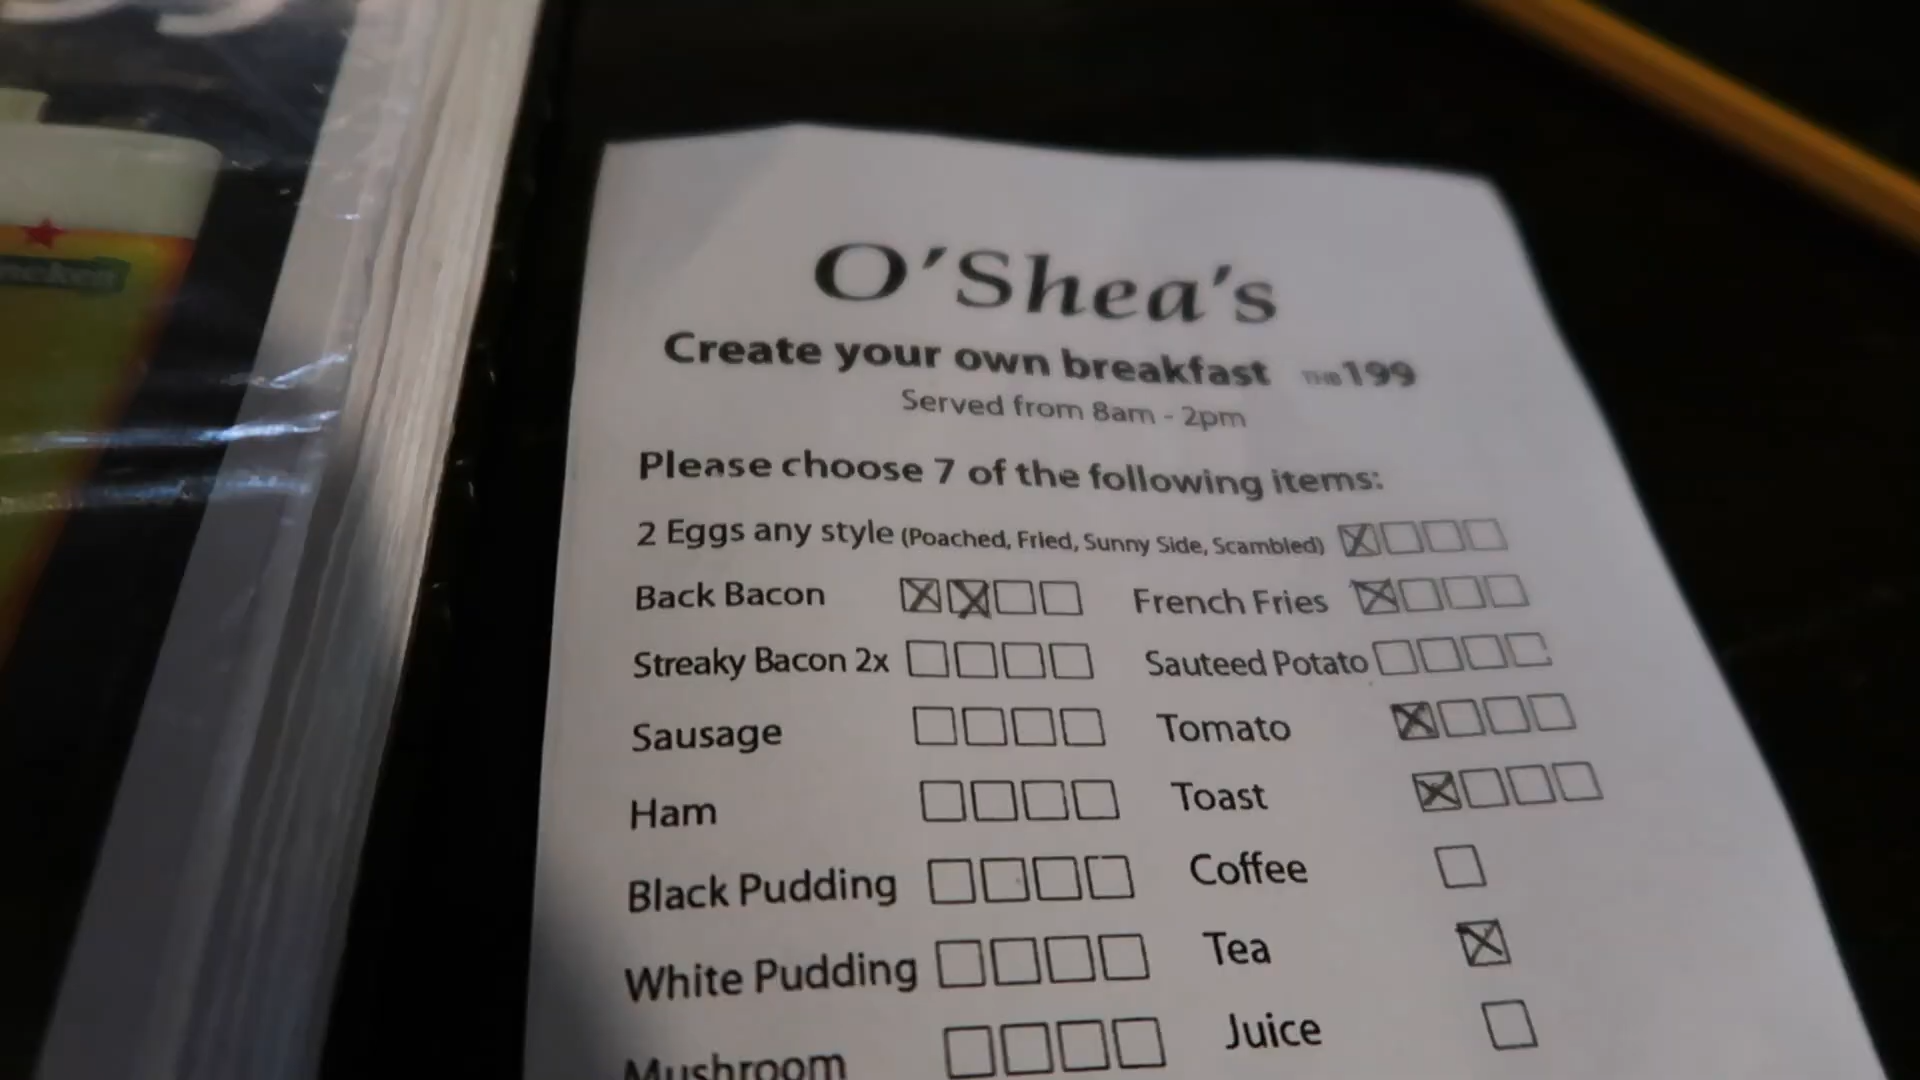 O'Shea's
Create your own breakfast THB199
Served from 8am - 2pm
Please choose 7 of the following items:
2 Eggs any style (Poached, Fried, Sunny Side, Scambled)
Back Bacon French Fries
Streaky Bacon 2x Sauteed Potato
Sausage Tomato
Ham Toast
Black Pudding Coffee
White Pudding Tea
Mushroom Juice